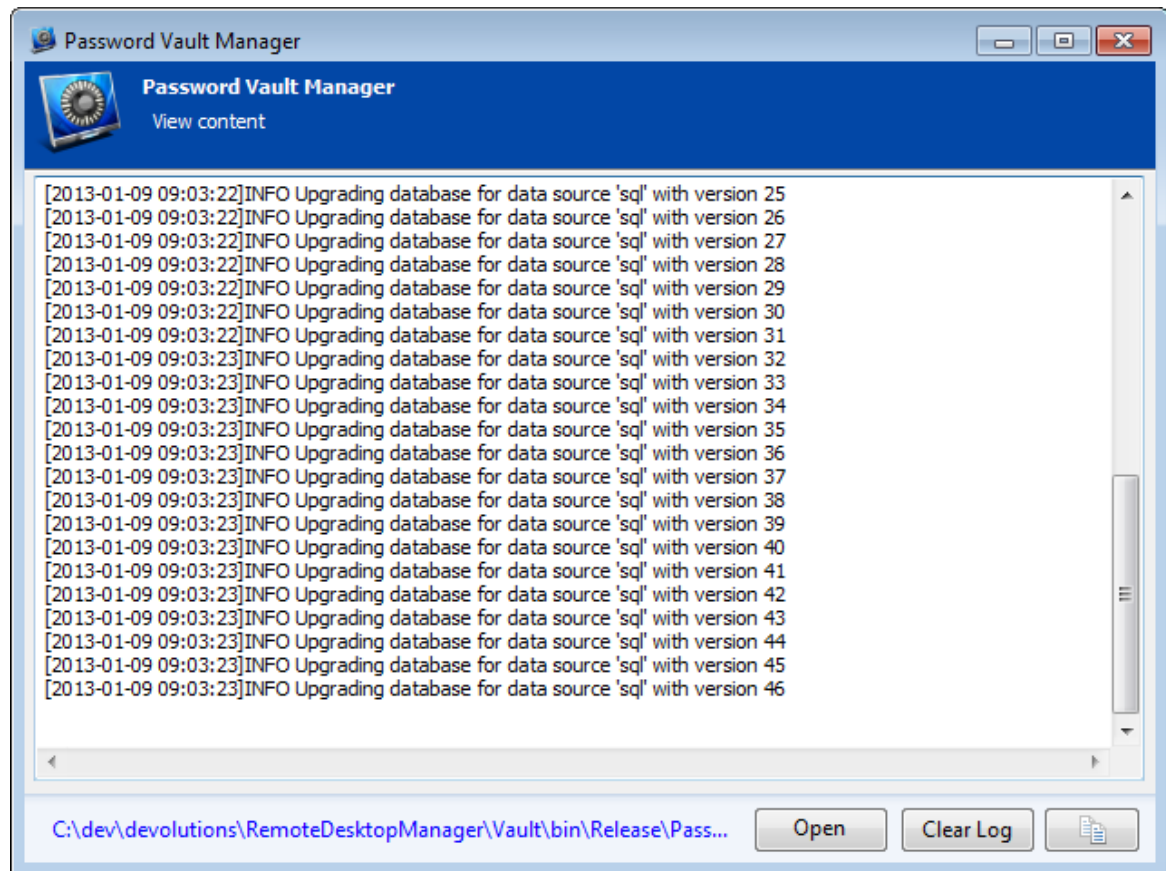 Password Vault Manager
Password Vault Manager
View content
[2013-01-09 09:03:22]INFO Upgrading database for data source 'sql' with version 25
[2013-01-09 09:03:22]INFO Upgrading database for data source 'sql' with version 26
[2013-01-09 09:03:22]INFO Upgrading database for data source 'sql' with version 27
[2013-01-09 09:03:22]INFO Upgrading database for data source 'sql' with version 28
[2013-01-09 09:03:22]INFO Upgrading database for data source 'sql' with version 29
[2013-01-09 09:03:22]INFO Upgrading database for data source 'sql' with version 30
[2013-01-09 09:03:22]INFO Upgrading database for data source 'sql' with version 31
[2013-01-09 09:03:23]INFO Upgrading database for data source 'sql' with version 32
[2013-01-09 09:03:23]INFO Upgrading database for data source 'sql' with version 33
[2013-01-09 09:03:23]INFO Upgrading database for data source 'sql' with version 34
[2013-01-09 09:03:23]INFO Upgrading database for data source 'sql' with version 35
[2013-01-09 09:03:23]INFO Upgrading database for data source 'sql' with version 36
[2013-01-09 09:03:23]INFO Upgrading database for data source 'sql' with version 37
[2013-01-09 09:03:23]INFO Upgrading database for data source 'sql' with version 38
[2013-01-09 09:03:23]INFO Upgrading database for data source 'sql' with version 39
[2013-01-09 09:03:23]INFO Upgrading database for data source 'sql' with version 40
[2013-01-09 09:03:23]INFO Upgrading database for data source 'sql' with version 41
[2013-01-09 09:03:23]INFO Upgrading database for data source 'sql' with version 42
[2013-01-09 09:03:23]INFO Upgrading database for data source 'sql' with version 43
[2013-01-09 09:03:23]INFO Upgrading database for data source 'sql' with version 44
[2013-01-09 09:03:23]INFO Upgrading database for data source 'sql' with version 45
[2013-01-09 09:03:23]INFO Upgrading database for data source 'sql' with version 46
C:\dev\devolutions\RemoteDesktopManager\Vault\bin\Release\Pass... Open Clear Log